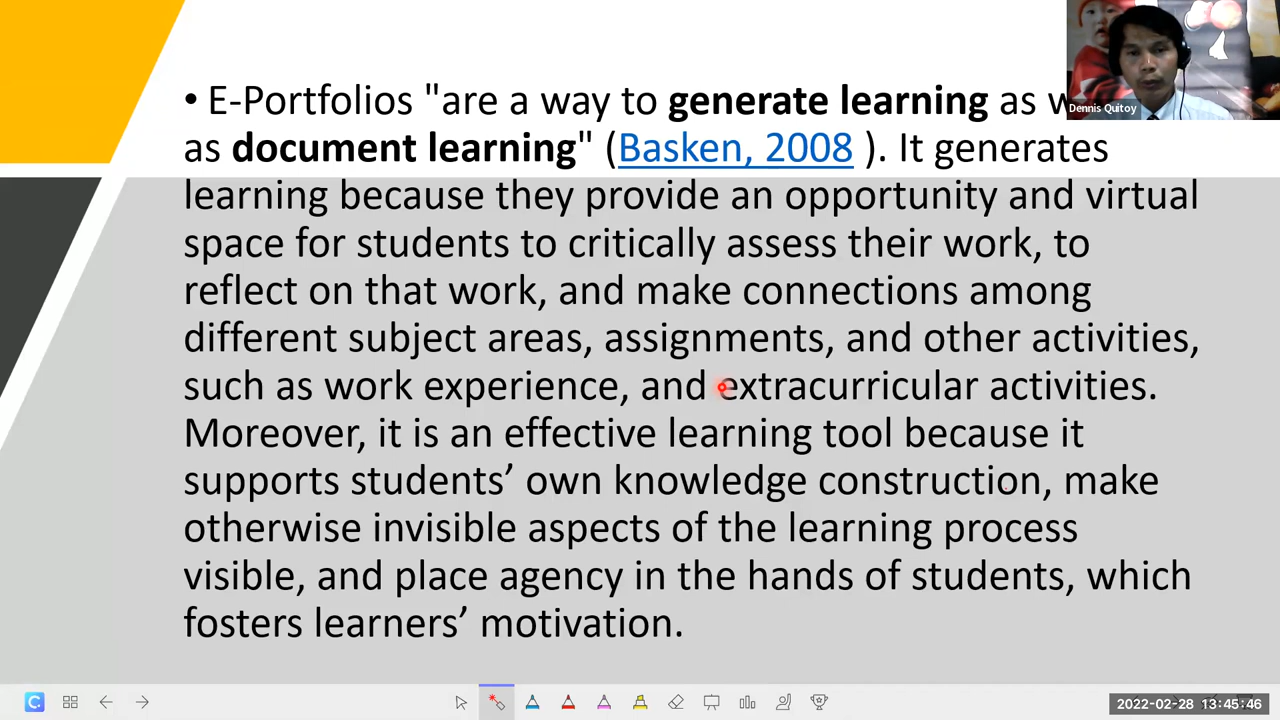 • E-Portfolios "are a way to generate learning as
Dennis Quitoy
as document learning" (Basken, 2008 ). It generates
learning because they provide an opportunity and virtual
space for students to critically assess their work, to
reflect on that work, and make connections among
different subject areas, assignments, and other activities,
such as work experience, and extracurricular activities.
Moreover, it is an effective learning tool because it
supports students’ own knowledge construction, make
otherwise invisible aspects of the learning process
visible, and place agency in the hands of students, which
fosters learners’ motivation.
2022-02-28 13:45:46